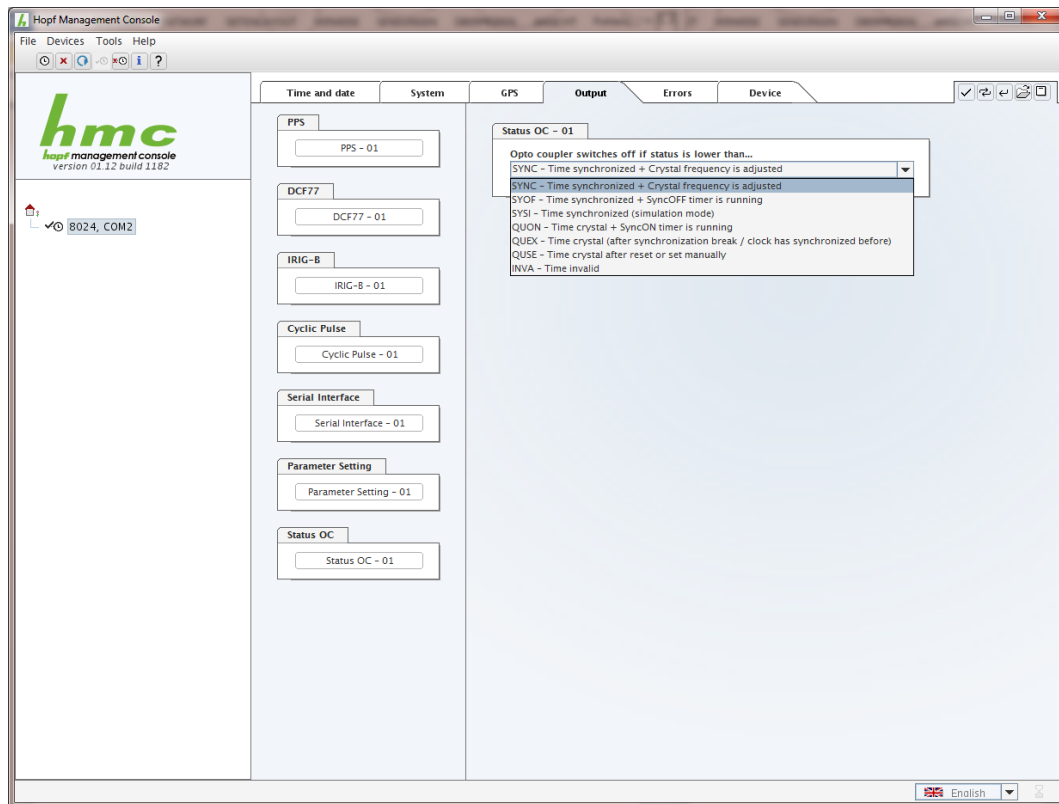 Hopf Management Console
File Devices Tools Help
hmc
hopf management console
version 01.12 build 1182
8024, COM2
Time and date System GPS Output Errors Device
PPS
PPS - 01
DCF77
DCF77 - 01
IRIG-B
IRIG-B - 01
Cyclic Pulse
Cyclic Pulse - 01
Serial Interface
Serial Interface - 01
Parameter Setting
Parameter Setting - 01
Status OC
Status OC - 01
Status OC - 01
Opto coupler switches off if status is lower than...
SYNC - Time synchronized + Crystal frequency is adjusted
SYNC - Time synchronized + Crystal frequency is adjusted
SYOF - Time synchronized + SyncOFF timer is running
SYSI - Time synchronized (simulation mode)
QUON - Time crystal + SyncON timer is running
QUEX - Time crystal (after synchronization break / clock has synchronized before)
QUSE - Time crystal after reset or set manually
INVA - Time invalid
English